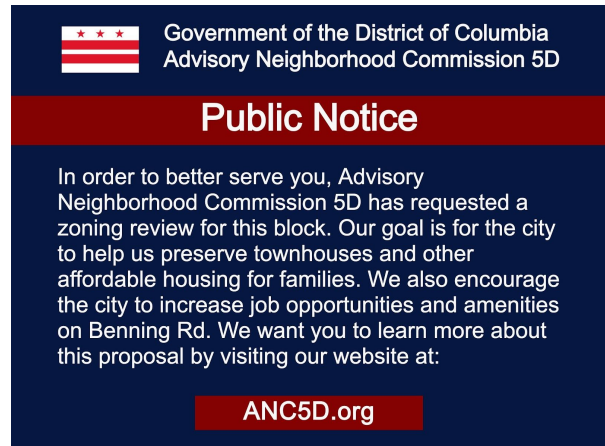 Government of the District of Columbia
Advisory Neighborhood Commission 5D
Public Notice
In order to better serve you, Advisory
Neighborhood Commission 5D has requested a
zoning review for this block. Our goal is for the city
to help us preserve townhouses and other
affordable housing for families. We also encourage
the city to increase job opportunities and amenities
on Benning Rd. We want you to learn more about
this proposal by visiting our website at:
ANC5D.org